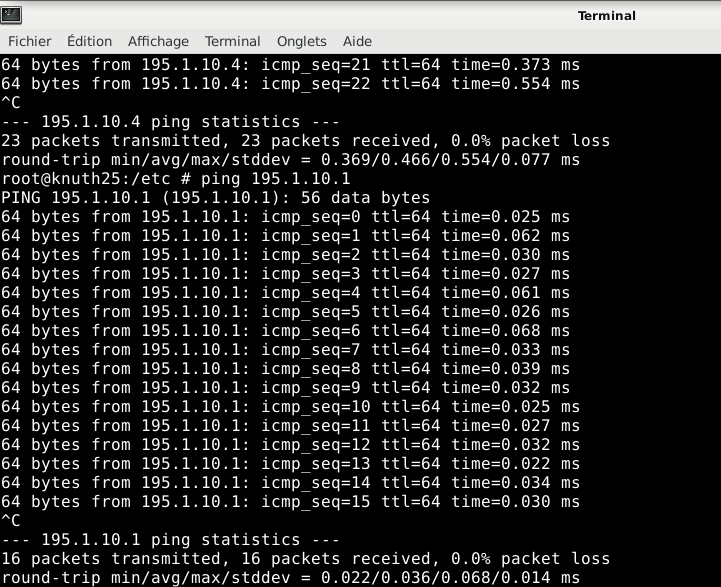 Terminal
Fichier Édition Affichage Terminal Onglets Aide
64 bytes from 195.1.10.4: icmp_seq=21 ttl=64 time=0.373 ms
64 bytes from 195.1.10.4: icmp_seq=22 ttl=64 time=0.554 ms
^C
--- 195.1.10.4 ping statistics ---
23 packets transmitted, 23 packets received, 0.0% packet loss
round-trip min/avg/max/stddev = 0.369/0.466/0.554/0.077 ms
root@knuth25:/etc # ping 195.1.10.1
PING 195.1.10.1 (195.1.10.1): 56 data bytes
64 bytes from 195.1.10.1: icmp_seq=0 ttl=64 time=0.025 ms
64 bytes from 195.1.10.1: icmp_seq=1 ttl=64 time=0.062 ms
64 bytes from 195.1.10.1: icmp_seq=2 ttl=64 time=0.030 ms
64 bytes from 195.1.10.1: icmp_seq=3 ttl=64 time=0.027 ms
64 bytes from 195.1.10.1: icmp_seq=4 ttl=64 time=0.061 ms
64 bytes from 195.1.10.1: icmp_seq=5 ttl=64 time=0.026 ms
64 bytes from 195.1.10.1: icmp_seq=6 ttl=64 time=0.068 ms
64 bytes from 195.1.10.1: icmp_seq=7 ttl=64 time=0.033 ms
64 bytes from 195.1.10.1: icmp_seq=8 ttl=64 time=0.039 ms
64 bytes from 195.1.10.1: icmp_seq=9 ttl=64 time=0.032 ms
64 bytes from 195.1.10.1: icmp_seq=10 ttl=64 time=0.025 ms
64 bytes from 195.1.10.1: icmp_seq=11 ttl=64 time=0.027 ms
64 bytes from 195.1.10.1: icmp_seq=12 ttl=64 time=0.032 ms
64 bytes from 195.1.10.1: icmp_seq=13 ttl=64 time=0.022 ms
64 bytes from 195.1.10.1: icmp_seq=14 ttl=64 time=0.034 ms
64 bytes from 195.1.10.1: icmp_seq=15 ttl=64 time=0.030 ms
^C
--- 195.1.10.1 ping statistics ---
16 packets transmitted, 16 packets received, 0.0% packet loss
round-trip min/avg/max/stddev = 0.022/0.036/0.068/0.014 ms